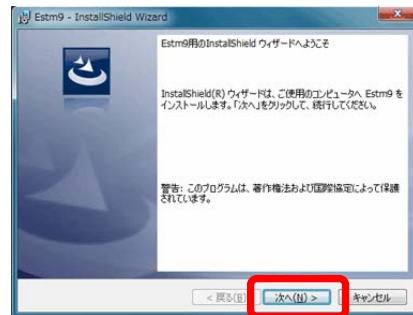 Estm9 - InstallShield Wizard
Estm9用のInstallShield ウィザードへようこそ
InstallShield(R) ウィザードは、ご使用のコンピュータへ Estm9 を
インストールします。「次へ」をクリックして、続行してください。
警告: このプログラムは、著作権法および国際協定によって保護
されています。
< 戻る(B) 次へ(N) > キャンセル